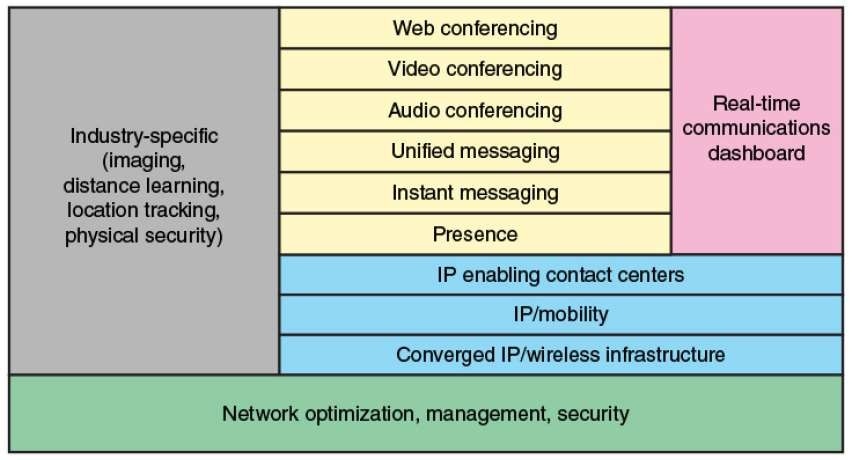 Industry-specific
(imaging,
distance learning,
location tracking,
physical security)
Web conferencing
Video conferencing
Audio conferencing
Unified messaging
Instant messaging
Presence
Real-time
communications
dashboard
IP enabling contact centers
IP/mobility
Converged IP/wireless infrastructure
Network optimization, management, security